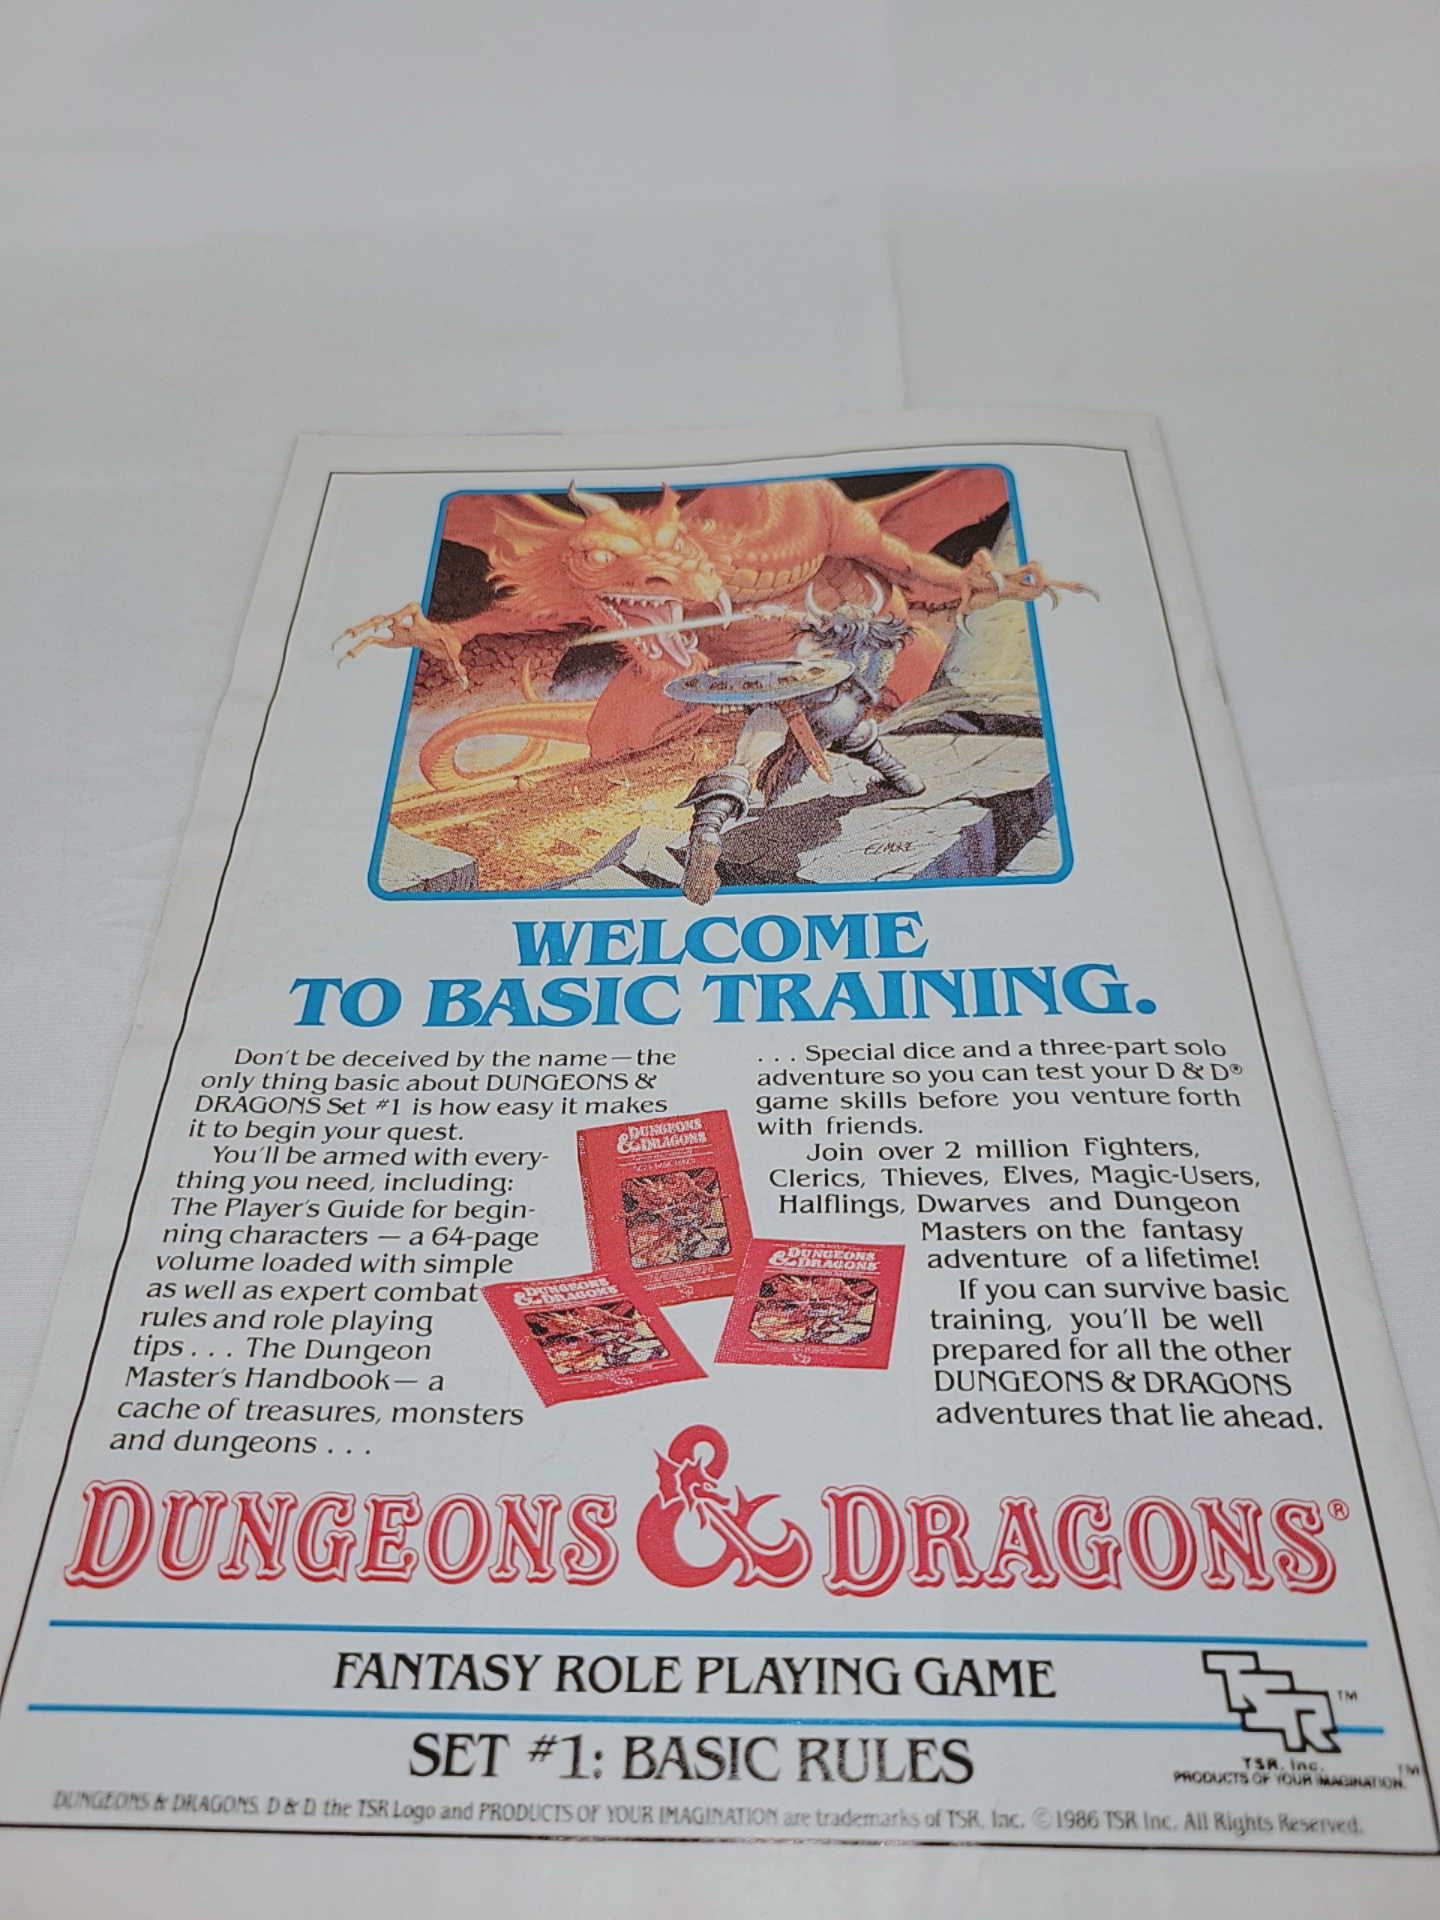 ELMORE
WELCOME
TO BASIC TRAINING.
Don't be deceived by the name—the
only thing basic about DUNGEONS &
DRAGONS Set #1 is how easy it makes
it to begin your quest.
You'll be armed with every-
thing you need, including:
The Player's Guide for begin-
ning characters — a 64-page
volume loaded with simple
as well as expert combat
rules and role playing
tips . . . The Dungeon
Master's Handbook— a
cache of treasures, monsters
and dungeons . . .
. . . Special dice and a three-part solo
adventure so you can test your D & D®
game skills before you venture forth
with friends.
Join over 2 million Fighters,
Clerics, Thieves, Elves, Magic-Users,
Halflings, Dwarves and Dungeon
Masters on the fantasy
adventure of a lifetime!
If you can survive basic
training, you'll be well
prepared for all the other
DUNGEONS & DRAGONS
adventures that lie ahead.
DUNGEONS
& DRAGONS
DUNGEONS
& DRAGONS
DUNGEONS
& DRAGONS
DUNGEONS & DRAGONS®
FANTASY ROLE PLAYING GAME
SET #1: BASIC RULES
TSR™
TSR, Inc.
PRODUCTS OF YOUR IMAGINATION.™
DUNGEONS & DRAGONS, D & D, the TSR Logo and PRODUCTS OF YOUR IMAGINATION are trademarks of TSR, Inc. ©1986 TSR Inc. All Rights Reserved.